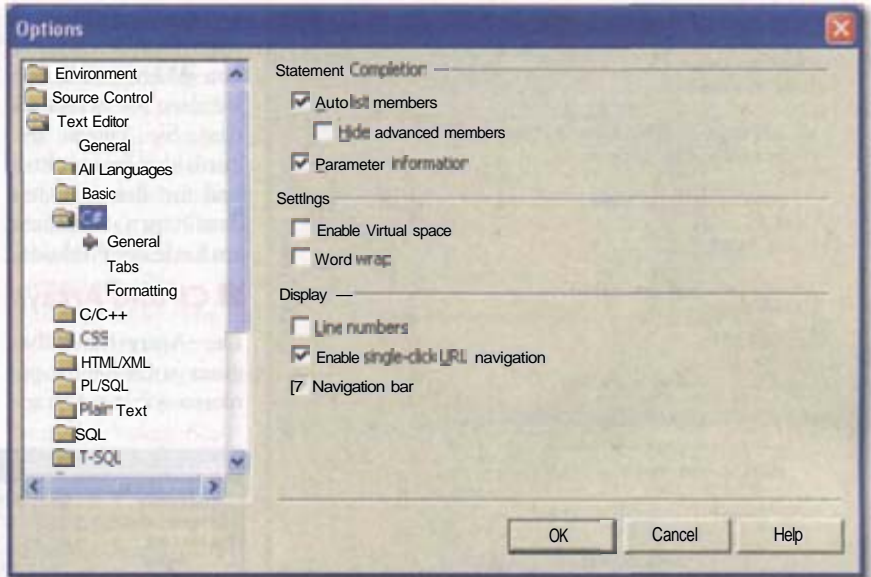 Options
Environment
Source Control
Text Editor
General
All Languages
Basic
C#
General
Tabs
Formatting
C/C++
CSS
HTML/XML
PL/SQL
Plain Text
SQL
T-SQL
Statement Completion
Auto list members
Hide advanced members
Parameter information
SettIngs
Enable Virtual space
Word wrap
Display
Line numbers
Enable single-click URL navigation
[7 Navigation bar
OK Cancel Help